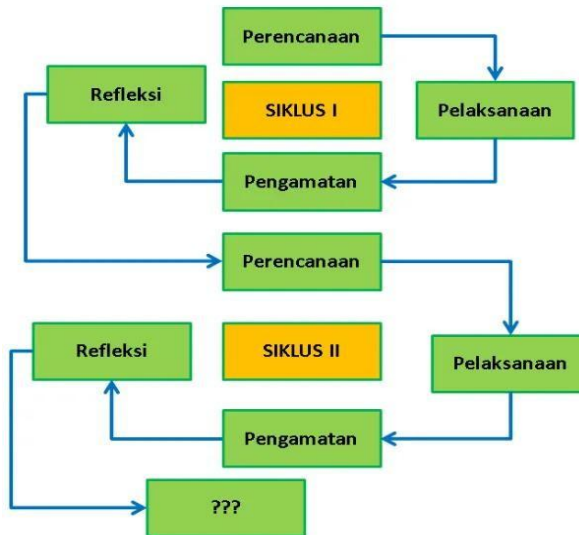 Perencanaan
Refleksi
SIKLUS I
Pelaksanaan
Pengamatan
Perencanaan
Refleksi
SIKLUS II
Pelaksanaan
Pengamatan
???